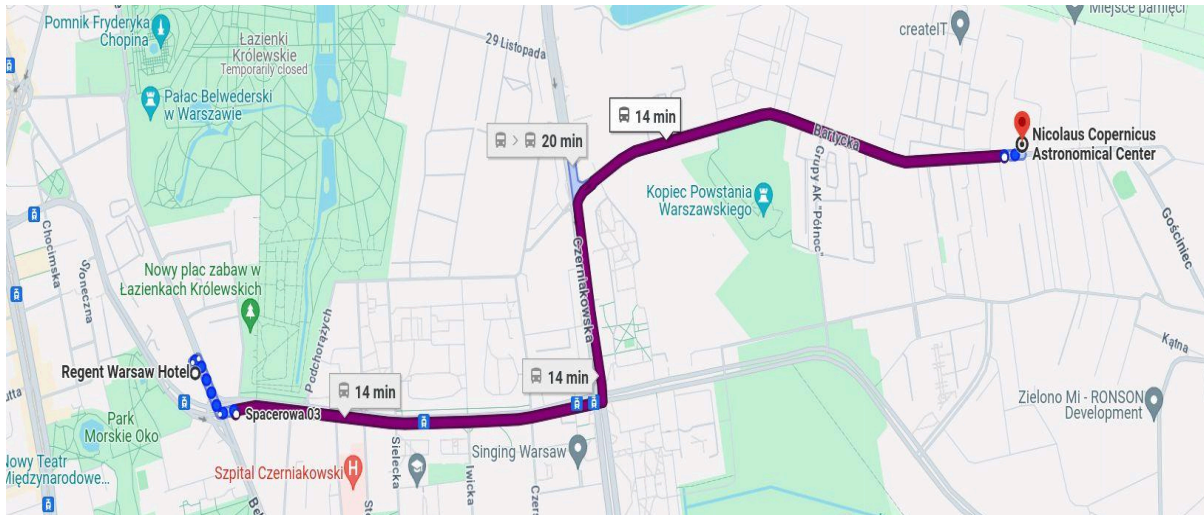 Pomnik Fryderyka
Chopina
Łazienki
Królewskie
Temporarily closed
29 Listopada
createIT
Miejsce pamięci
Pałac Belwederski
w Warszawie
14 min
20 min
Bartycka
Nicolaus Copernicus
Astronomical Center
Kopiec Powstania
Warszawskiego
Grupy AK "Północ"
Gościniec
Chocimska
Słoneczna
Czerniakowska
Nowy plac zabaw w
Łazienkach Królewskich
Podchorążych
Kątna
Regent Warsaw Hotel
14 min
14 min
Spacerowa 03
Zielono Mi - RONSON
Development
Park
Morskie Oko
Singing Warsaw
Sielecka
Iwicka
Nowy Teatr
Międzynarodowe...
Szpital Czerniakowski
H